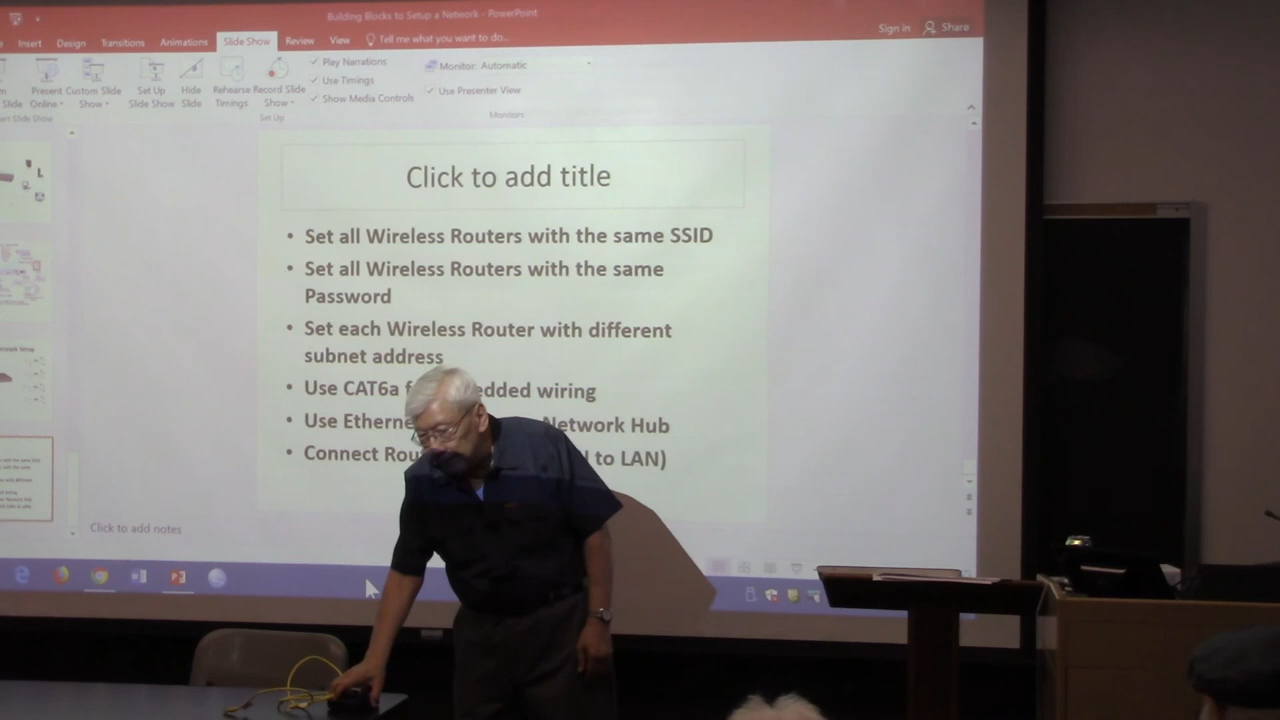 Building Blocks to Setup a Network - PowerPoint
Sign in Share
Insert Design Transitions Animations Slide Show Review View Tell me what you want to do...
Play Narrations
Monitor: Automatic
Use Timings
Use Presenter View
Show Media Controls
Present Online
Custom Slide Show
Set Up Slide Show
Hide Slide
Rehearse Timings
Record Slide Show
Slide
Set Up
Monitors
Click to add title
• Set all Wireless Routers with the same SSID
• Set all Wireless Routers with the same
Password
• Set each Wireless Router with different
subnet address
• Use CAT6a edded wiring
• Use Etherne Network Hub
• Connect Rou to LAN)
Click to add notes